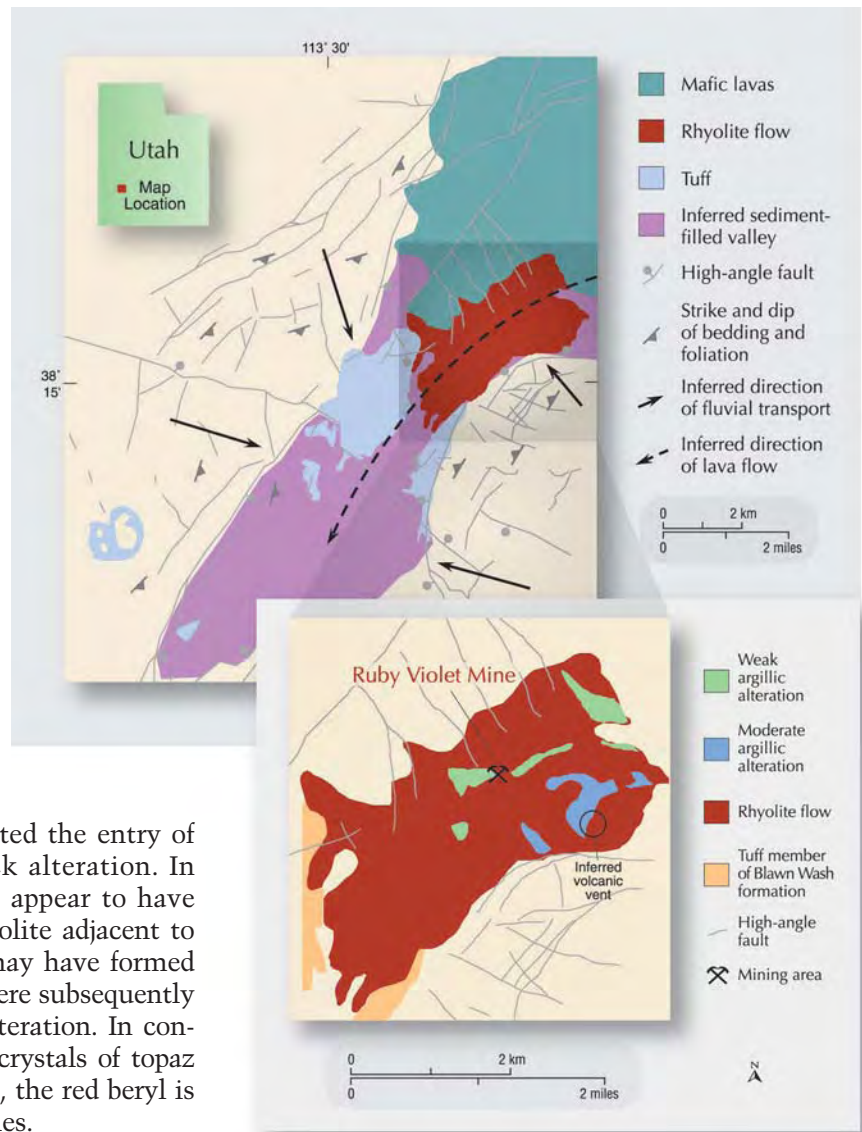 113° 30'
Utah
Map
Location
38°
15'
Mafic lavas
Rhyolite flow
Tuff
Inferred sediment-
filled valley
High-angle fault
Strike and dip
of bedding and
foliation
Inferred direction
of fluvial transport
Inferred direction
of lava flow
0 2 km
0 2 miles
Ruby Violet Mine
Inferred
volcanic
vent
Weak
argillic
alteration
Moderate
argillic
alteration
Rhyolite flow
Tuff member
of Blawn Wash
formation
High-angle
fault
Mining area
0 2 km
0 2 miles
N
ted the entry of
k alteration. In
appear to have
olite adjacent to
may have formed
ere subsequently
lteration. In con-
crystals of topaz
, the red beryl is
es.